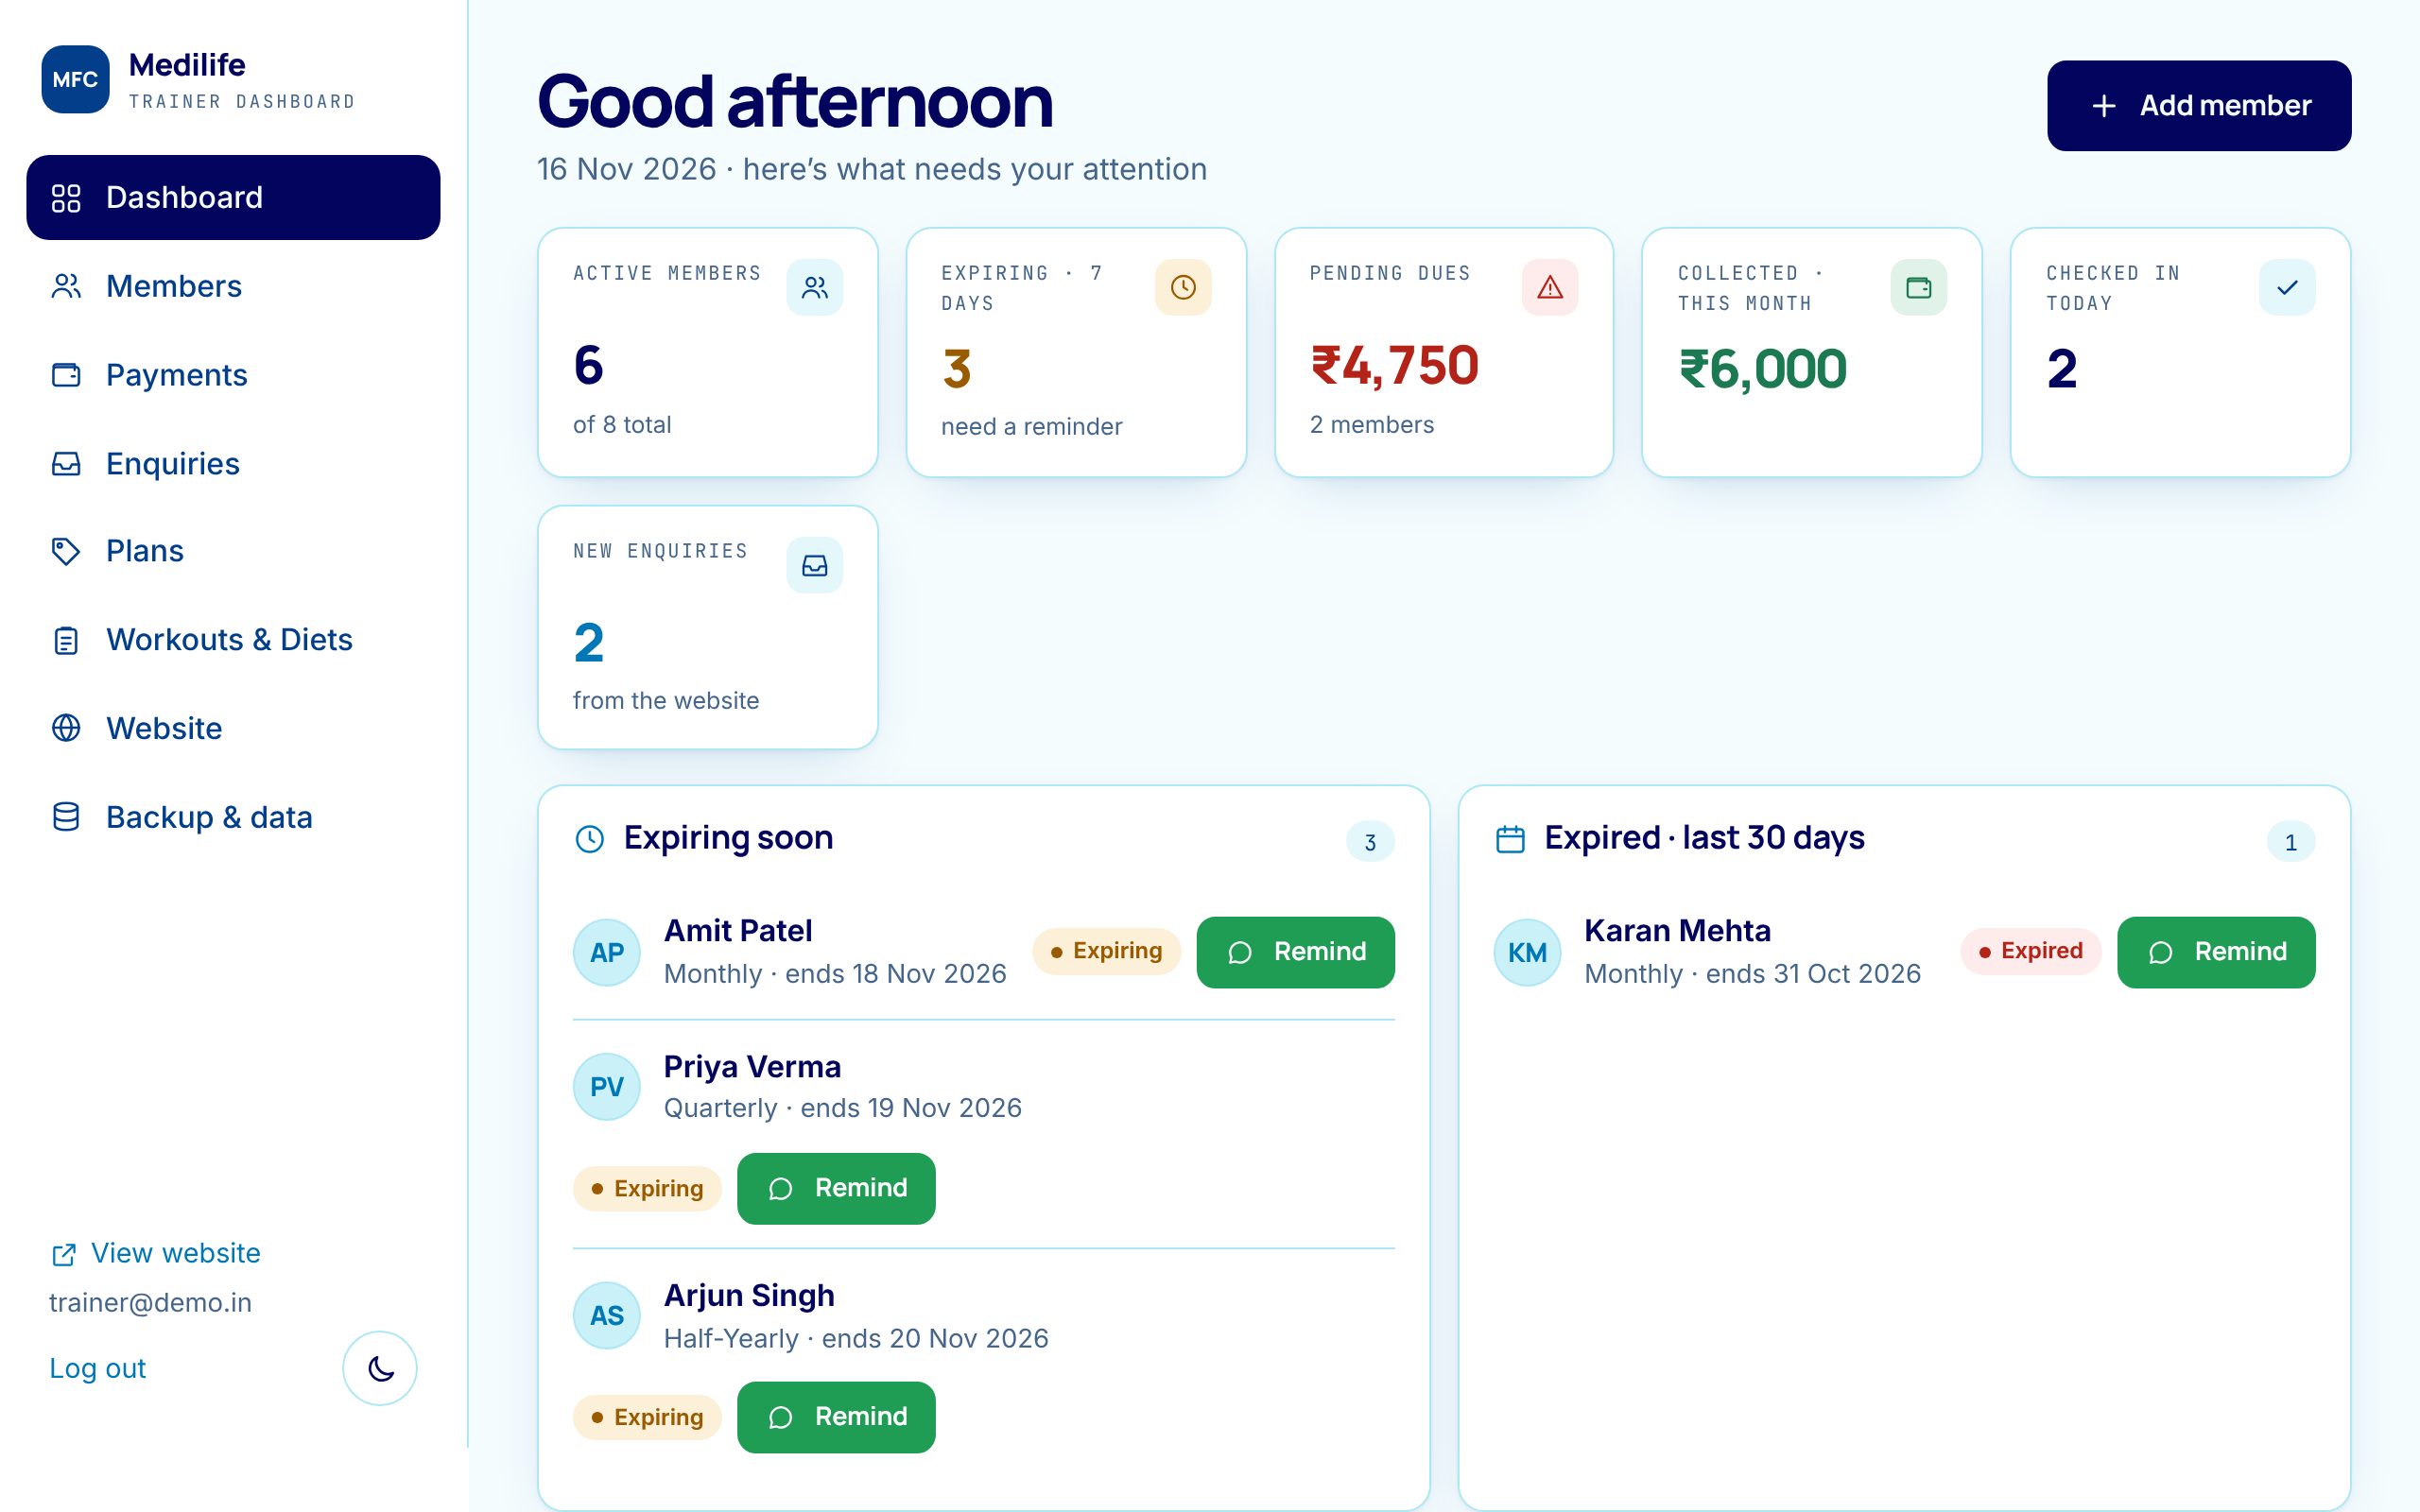 MFC
Medilife
TRAINER DASHBOARD
Dashboard
Members
Payments
Enquiries
Plans
Workouts & Diets
Website
Backup & data
View website
trainer@demo.in
Log out
Good afternoon
16 Nov 2026 · here’s what needs your attention
+ Add member
ACTIVE MEMBERS
6
of 8 total
EXPIRING · 7
DAYS
3
need a reminder
PENDING DUES
₹4,750
2 members
COLLECTED ·
THIS MONTH
₹6,000
CHECKED IN
TODAY
2
NEW ENQUIRIES
2
from the website
Expiring soon
3
AP
Amit Patel
Monthly · ends 18 Nov 2026
Expiring
Remind
PV
Priya Verma
Quarterly · ends 19 Nov 2026
Expiring
Remind
AS
Arjun Singh
Half-Yearly · ends 20 Nov 2026
Expiring
Remind
Expired · last 30 days
1
KM
Karan Mehta
Monthly · ends 31 Oct 2026
Expired
Remind